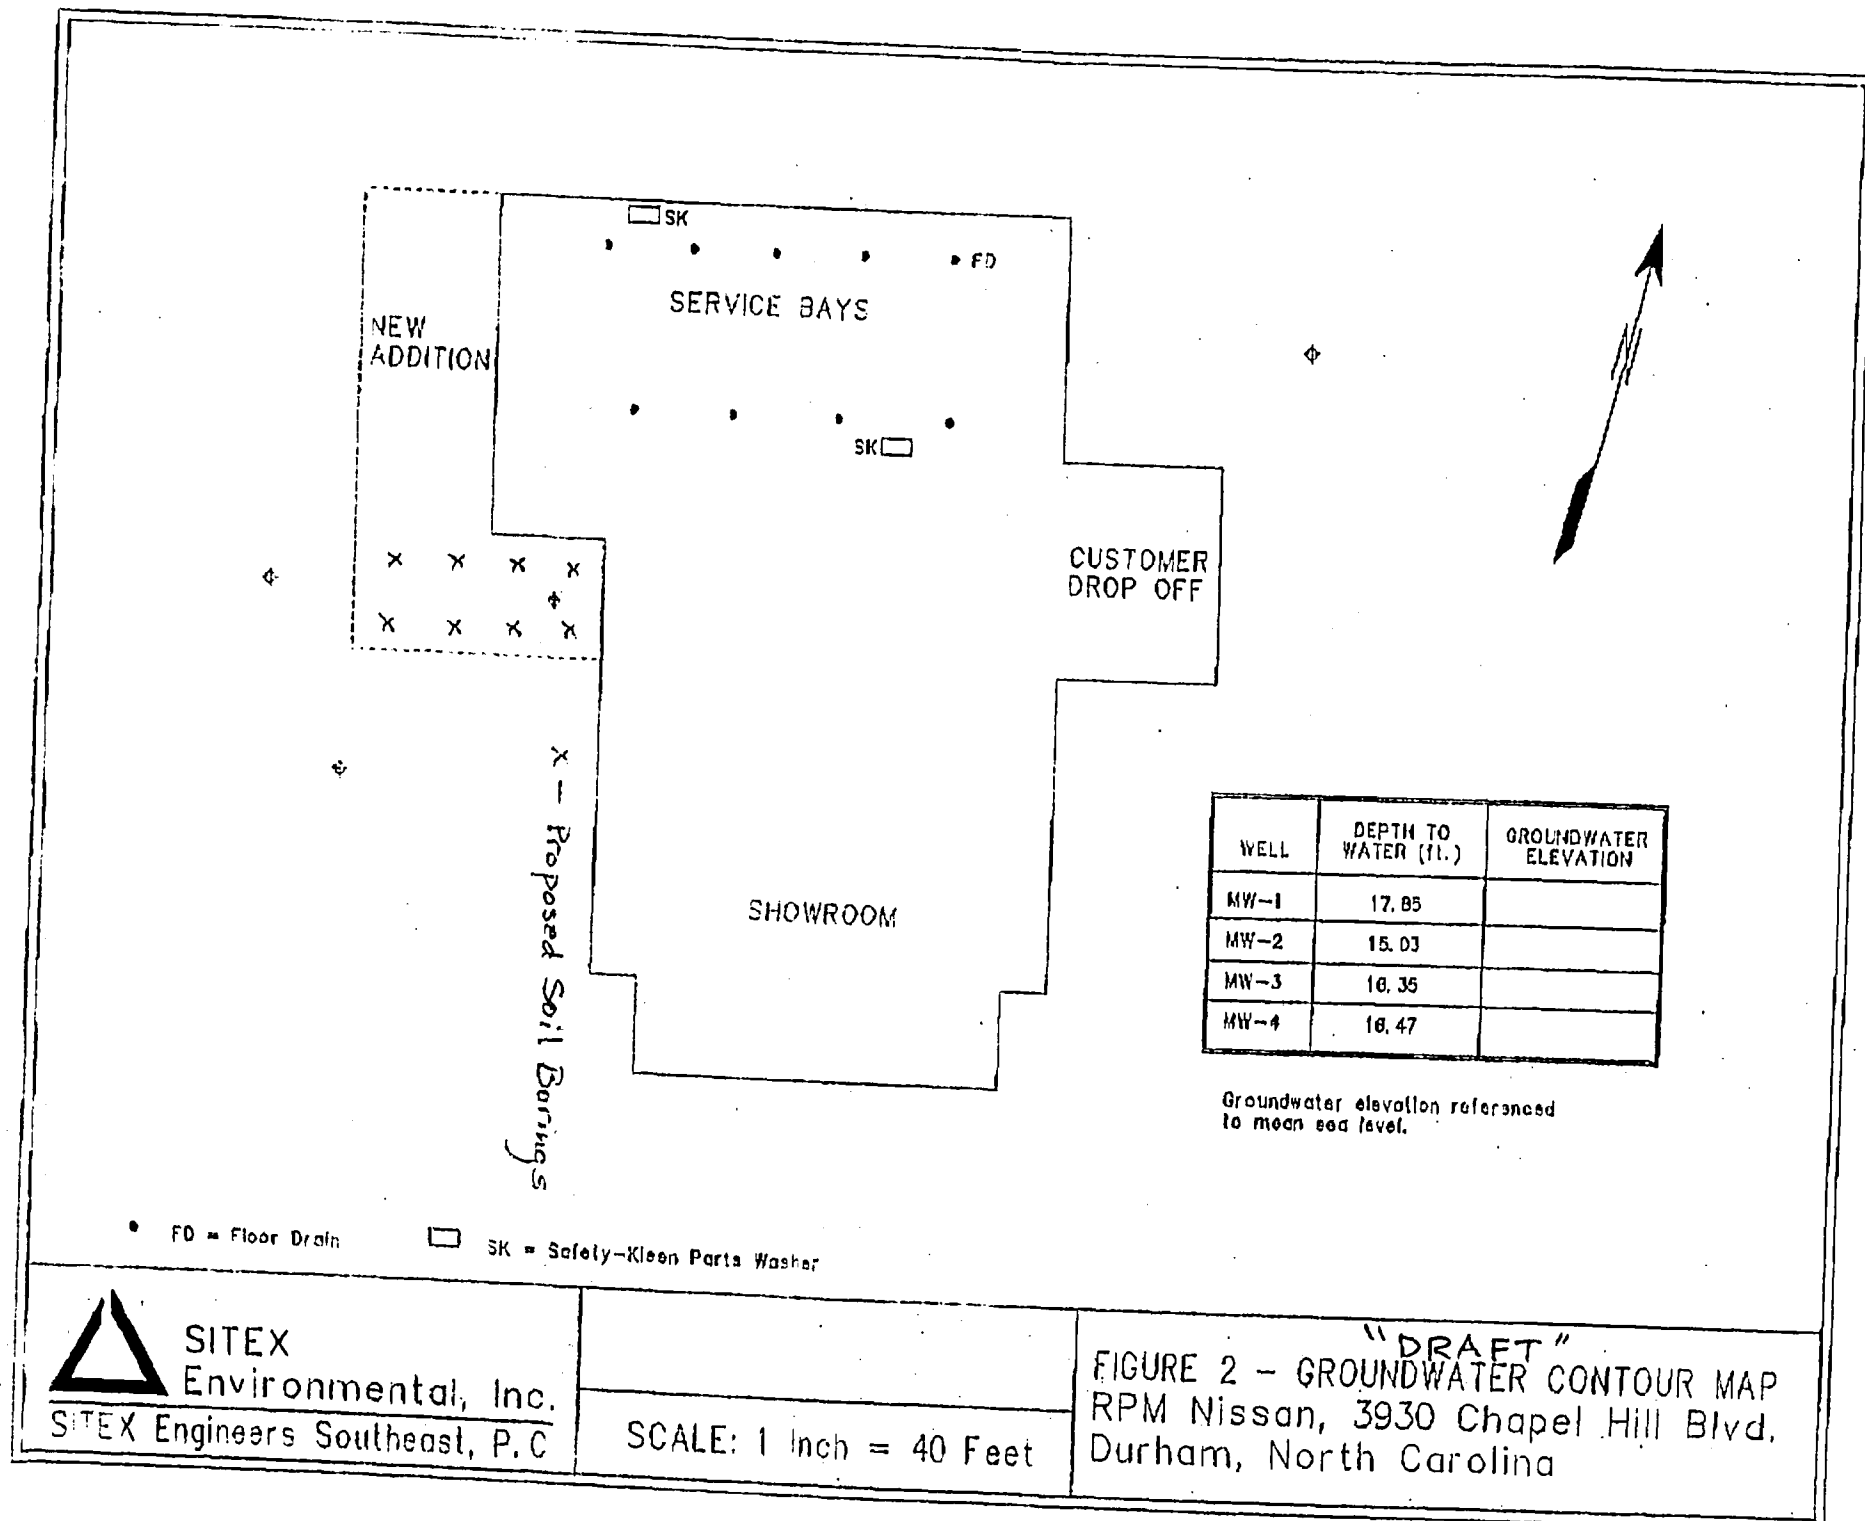 SK
FD
SERVICE BAYS
NEW
ADDITION
SK
X X X X
X X X X
CUSTOMER
DROP OFF
X - Proposed Soil Borings
SHOWROOM
WELL DEPTH TO WATER (ft.) GROUNDWATER ELEVATION
MW-1 17.85
MW-2 15.03
MW-3 16.35
MW-4 16.47
Groundwater elevation referenced
to mean sea level.
FD = Floor Drain
SK = Safety-Kleen Parts Washer
SITEX
Environmental, Inc.
SITEX Engineers Southeast, P.C
SCALE: 1 Inch = 40 Feet
"DRAFT"
FIGURE 2 - GROUNDWATER CONTOUR MAP
RPM Nissan, 3930 Chapel Hill Blvd.
Durham, North Carolina
N